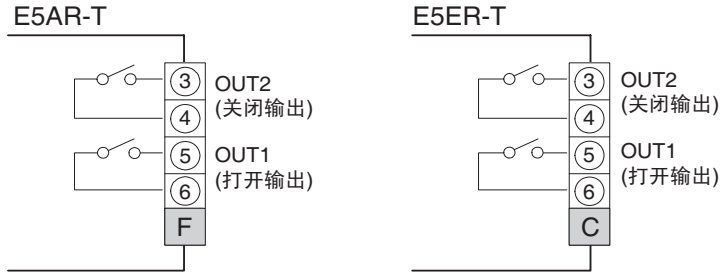 E5AR-T
③ OUT2
④ (关闭输出)
⑤ OUT1
⑥ (打开输出)
F
E5ER-T
③ OUT2
④ (关闭输出)
⑤ OUT1
⑥ (打开输出)
C